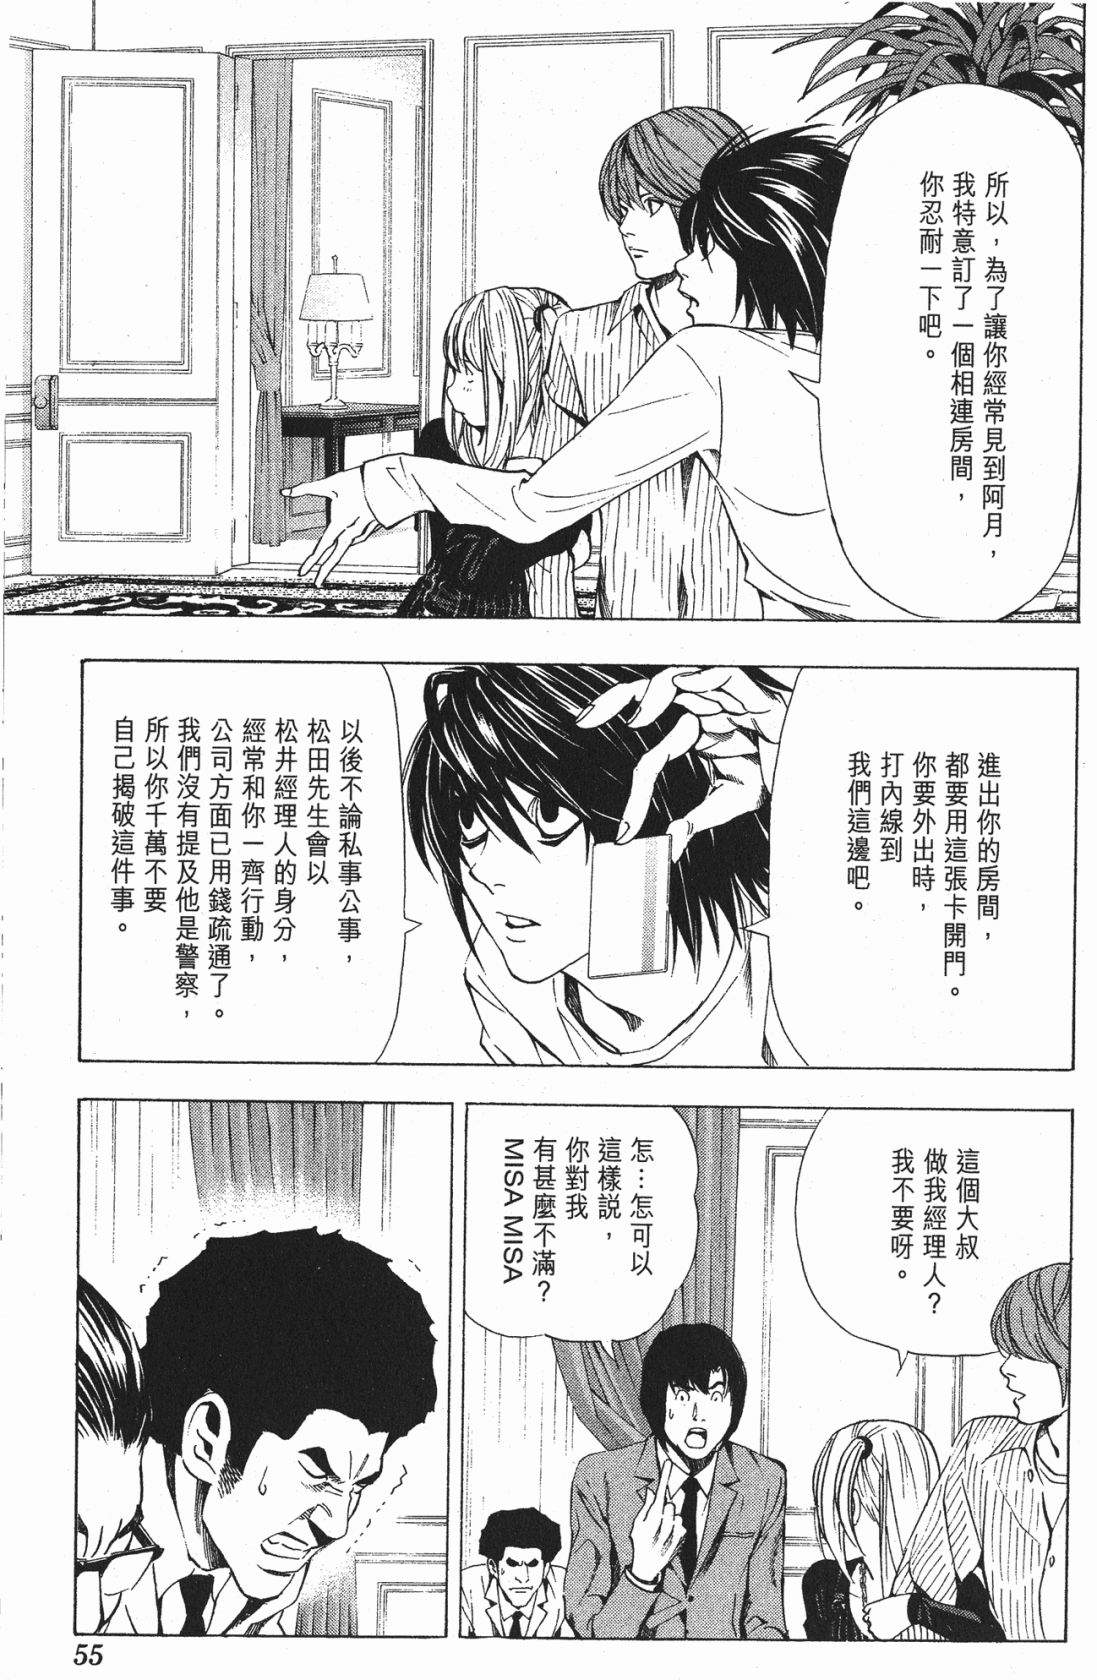 所以，為了讓你經常見到阿月，
我特意訂了一個相連房間，
你忍耐一下吧。
進出你的房間，
都要用這張卡開門。
你要外出時，
打內線到
我們這邊吧。
以後不論私事公事，
松田先生會以
松井經理人的身分，
經常和你一齊行動，
公司方面已用錢疏通了。
我們沒有提及他是警察，
所以你千萬不要
自己揭破這件事。
這個大叔
做我經理人？
我不要呀。
怎…怎可以
這樣說，
你對我
有甚麼不滿？
MISA MISA
55